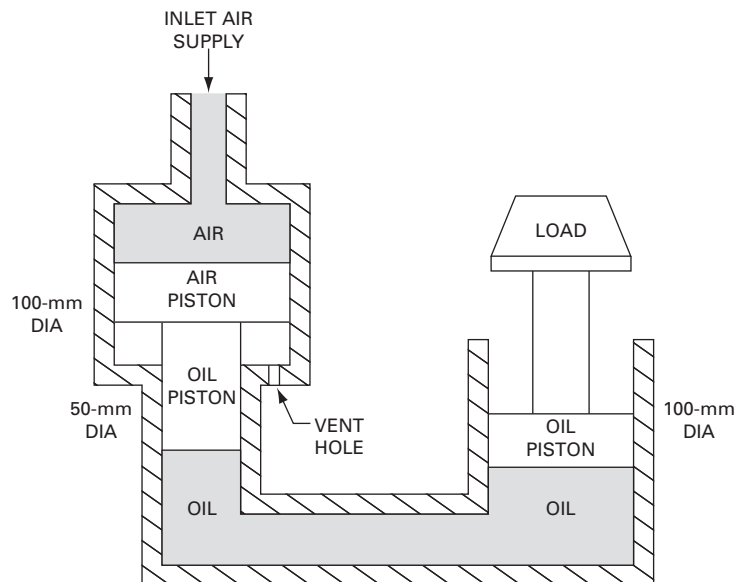 INLET AIR
SUPPLY
AIR
LOAD
AIR
PISTON
100-mm
DIA
OIL
PISTON
50-mm
DIA
VENT
HOLE
OIL
PISTON
100-mm
DIA
OIL
OIL